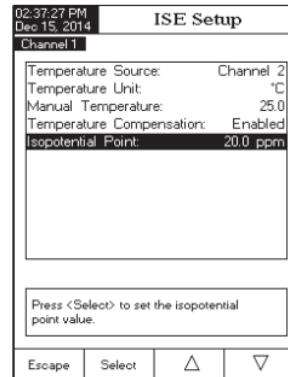 02:37:27 PM
Dec 15, 2014
ISE Setup
Channel 1
Temperature Source: Channel 2
Temperature Unit: °C
Manual Temperature: 25.0
Temperature Compensation: Enabled
Isopotential Point: 20.0 ppm
Press <Select> to set the isopotential
point value.
Escape Select △ ▽